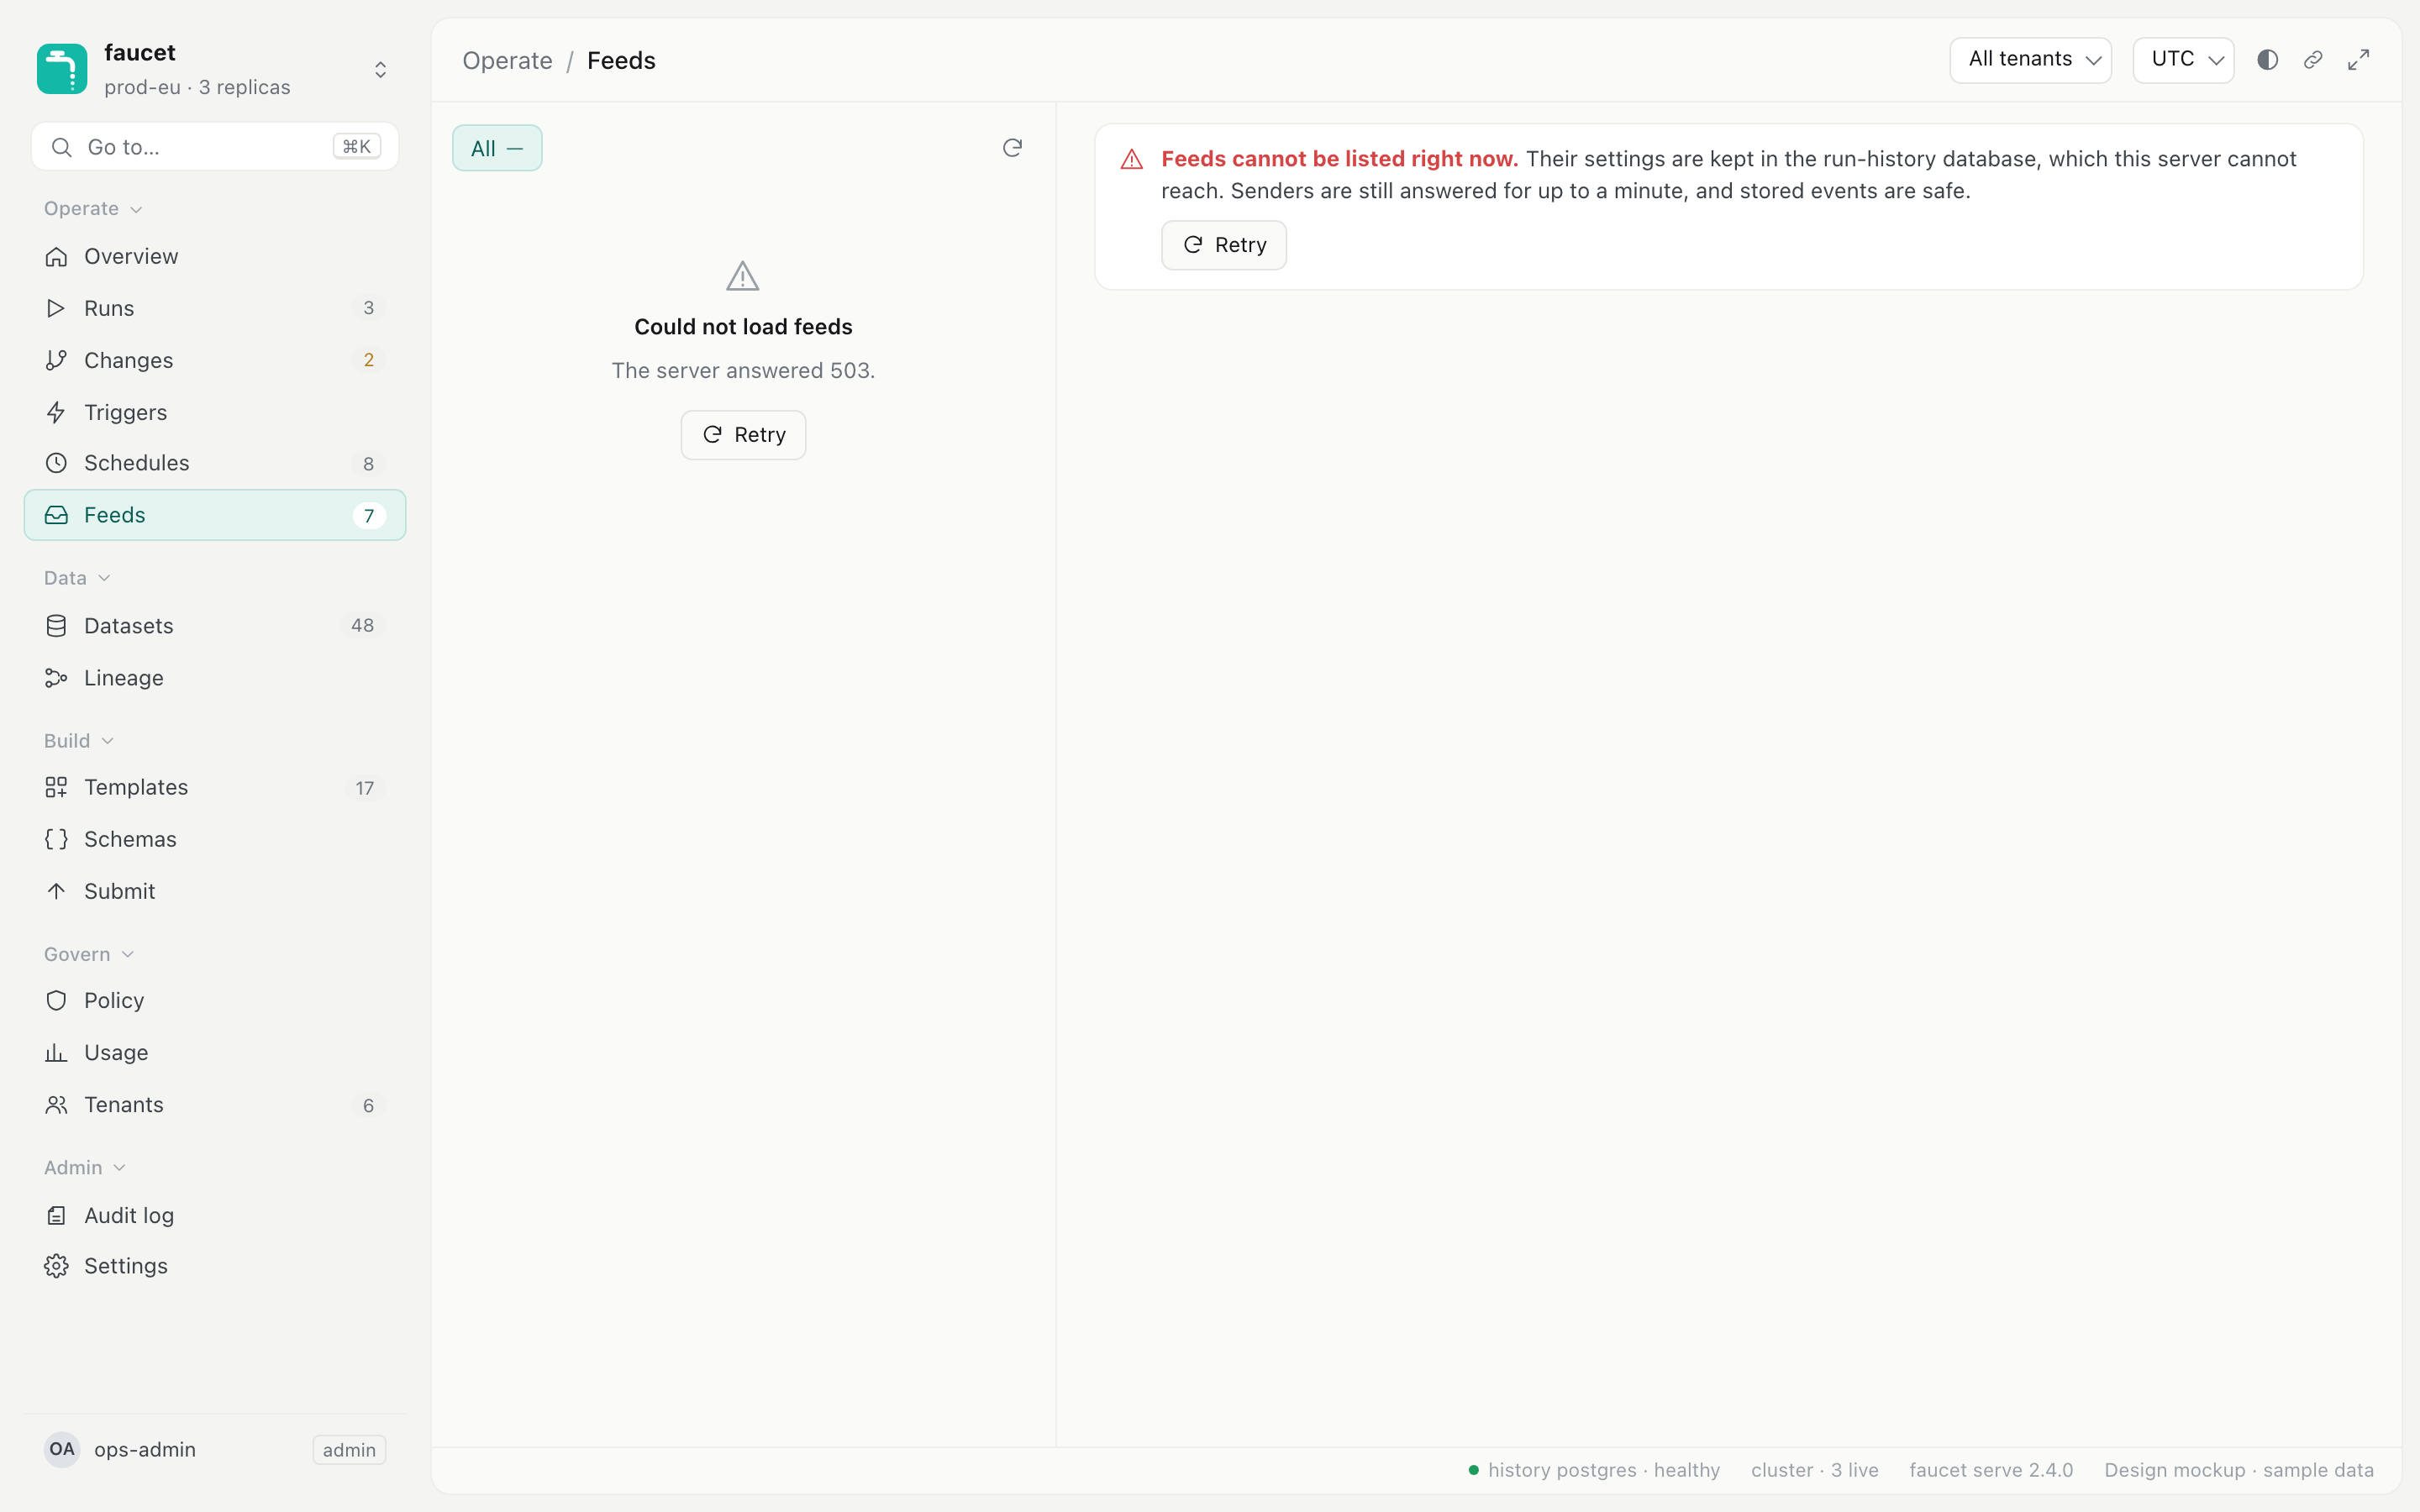 faucet
prod-eu · 3 replicas
Go to...
⌘K
Operate
Overview
Runs 3
Changes 2
Triggers
Schedules 8
Feeds 7
Data
Datasets 48
Lineage
Build
Templates 17
Schemas
Submit
Govern
Policy
Usage
Tenants 6
Admin
Audit log
Settings
OA ops-admin admin
Operate / Feeds
All tenants
UTC
All —
Could not load feeds
The server answered 503.
Retry
Feeds cannot be listed right now. Their settings are kept in the run-history database, which this server cannot
reach. Senders are still answered for up to a minute, and stored events are safe.
Retry
history postgres · healthy
cluster · 3 live
faucet serve 2.4.0
Design mockup · sample data